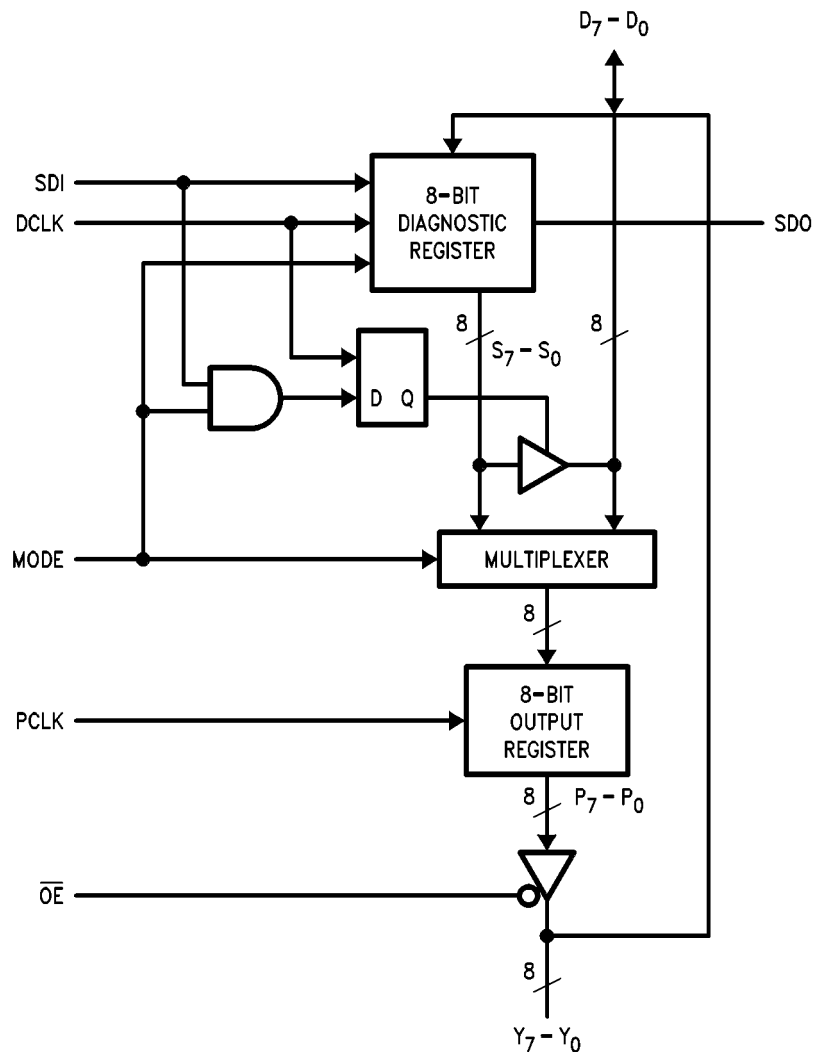 D7 – D0
SDI
DCLK
8–BIT
DIAGNOSTIC
REGISTER
SDO
8
S7 – S0
8
D Q
MODE
MULTIPLEXER
8
PCLK
8–BIT
OUTPUT
REGISTER
8
P7 – P0
OE
8
Y7 – Y0